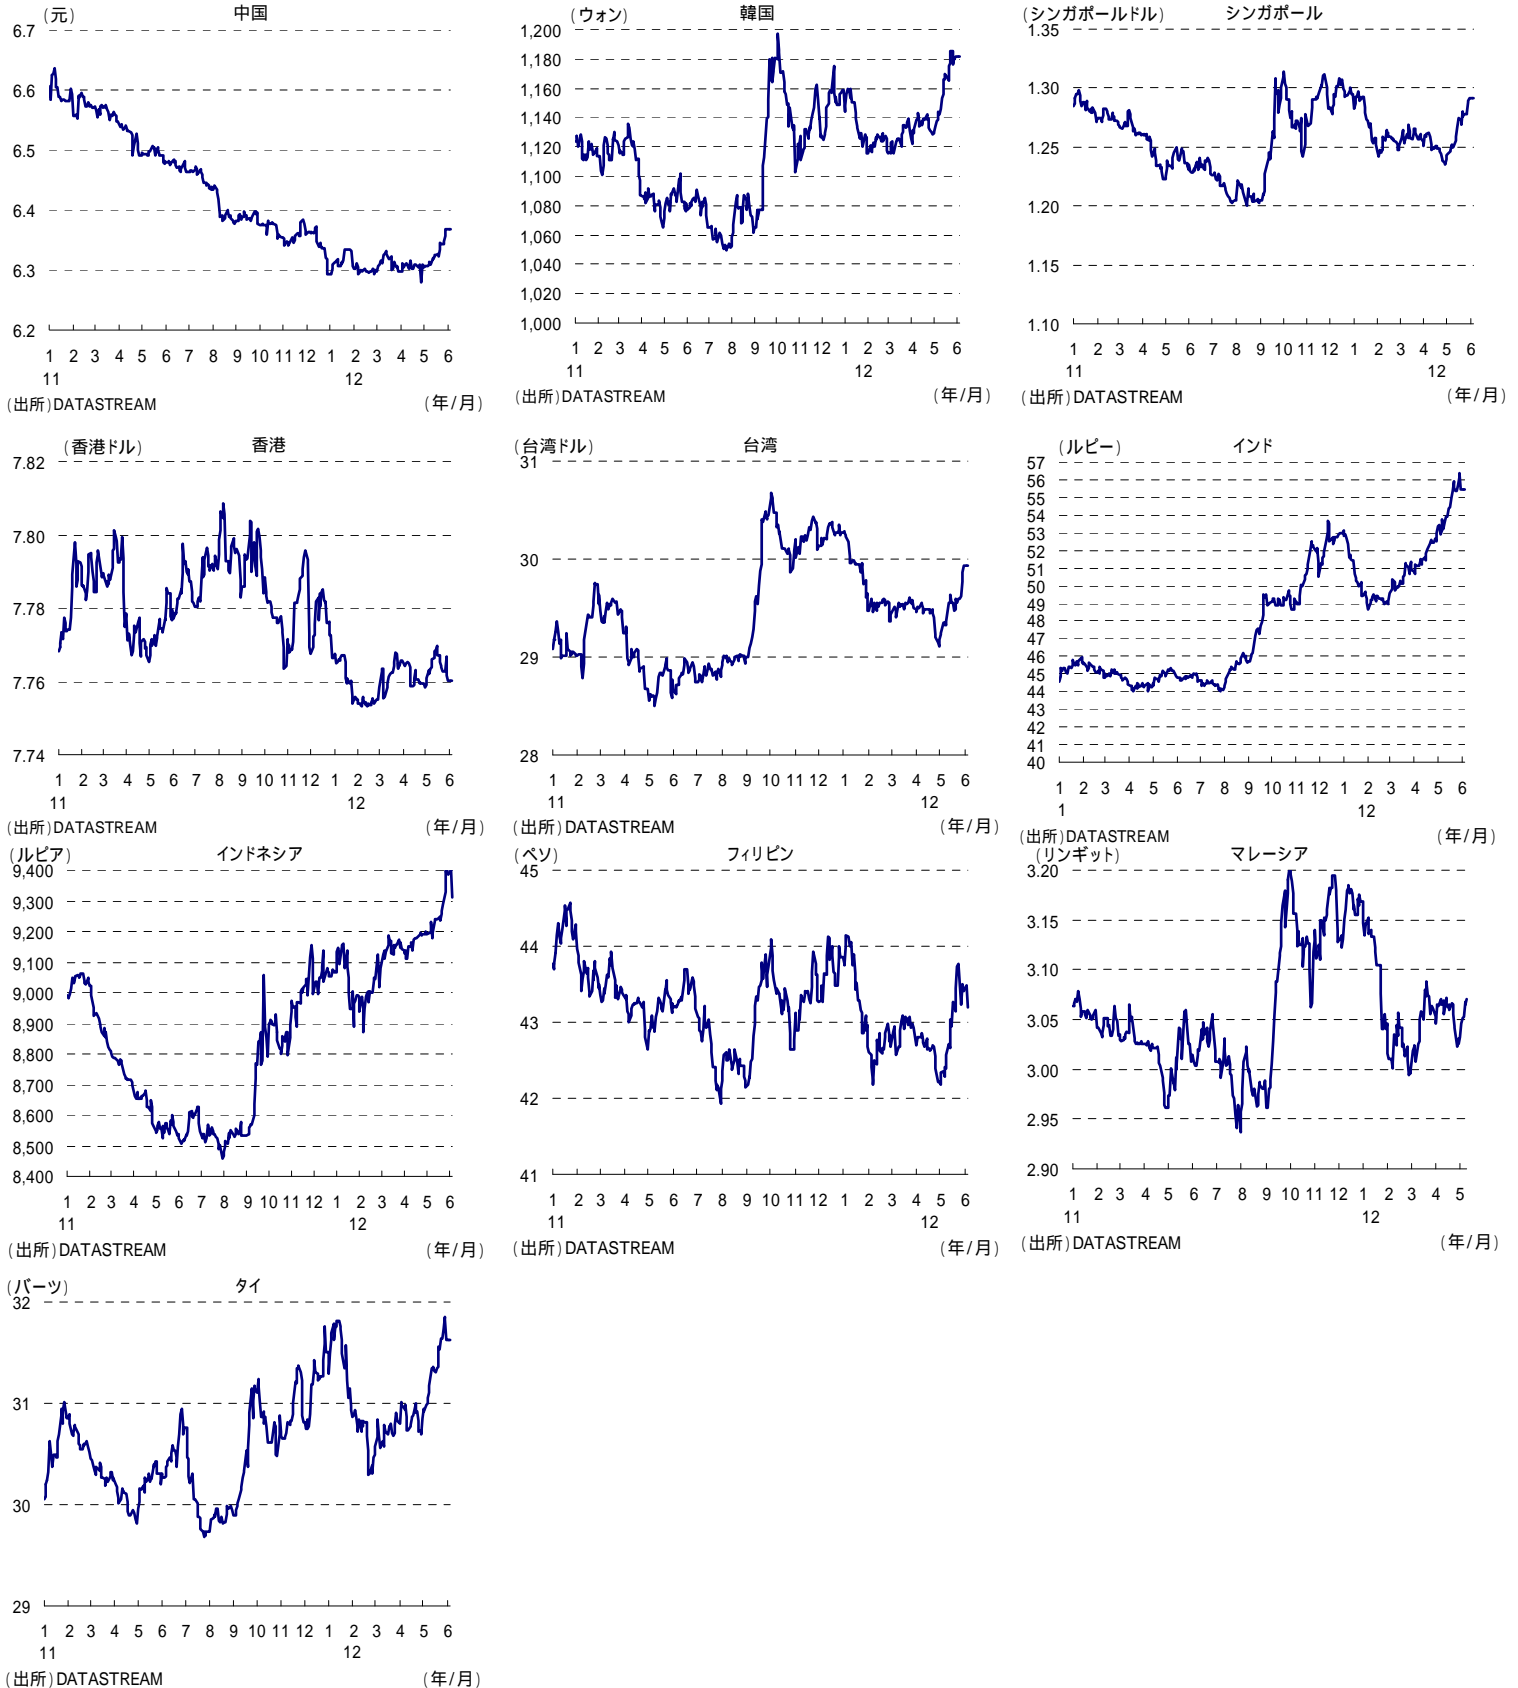 (元) 中国
6.7
6.6
6.5
6.4
6.3
6.2
1 2 3 4 5 6 7 8 9 10 11 12 1 2 3 4 5 6
11 12
(出所)DATASTREAM (年/月)
(ウォン) 韓国
1,200
1,180
1,160
1,140
1,120
1,100
1,080
1,060
1,040
1,020
1,000
1 2 3 4 5 6 7 8 9 10 11 12 1 2 3 4 5 6
11 12
(出所)DATASTREAM (年/月)
(シンガポールドル) シンガポール
1.35
1.30
1.25
1.20
1.15
1.10
1 2 3 4 5 6 7 8 9 10 11 12 1 2 3 4 5 6
11 12
(出所)DATASTREAM (年/月)
(香港ドル) 香港
7.82
7.80
7.78
7.76
7.74
1 2 3 4 5 6 7 8 9 10 11 12 1 2 3 4 5 6
11 12
(出所)DATASTREAM (年/月)
(台湾ドル) 台湾
31
30
29
28
1 2 3 4 5 6 7 8 9 10 11 12 1 2 3 4 5 6
11 12
(出所)DATASTREAM (年/月)
(ルピー) インド
57
56
55
54
53
52
51
50
49
48
47
46
45
44
43
42
41
40
1 2 3 4 5 6 7 8 9 10 11 12 1 2 3 4 5 6
1 12
(出所)DATASTREAM (年/月)
(ルピア) インドネシア
9,400
9,300
9,200
9,100
9,000
8,900
8,800
8,700
8,600
8,500
8,400
1 2 3 4 5 6 7 8 9 10 11 12 1 2 3 4 5 6
11 12
(出所)DATASTREAM (年/月)
(ペソ) フィリピン
45
44
43
42
41
1 2 3 4 5 6 7 8 9 10 11 12 1 2 3 4 5 6
11 12
(出所)DATASTREAM (年/月)
(リンギット) マレーシア
3.20
3.15
3.10
3.05
3.00
2.95
2.90
1 2 3 4 5 6 7 8 9 10 11 12 1 2 3 4 5
11 12
(出所)DATASTREAM (年/月)
(バーツ) タイ
32
31
30
29
1 2 3 4 5 6 7 8 9 10 11 12 1 2 3 4 5 6
11 12
(出所)DATASTREAM (年/月)